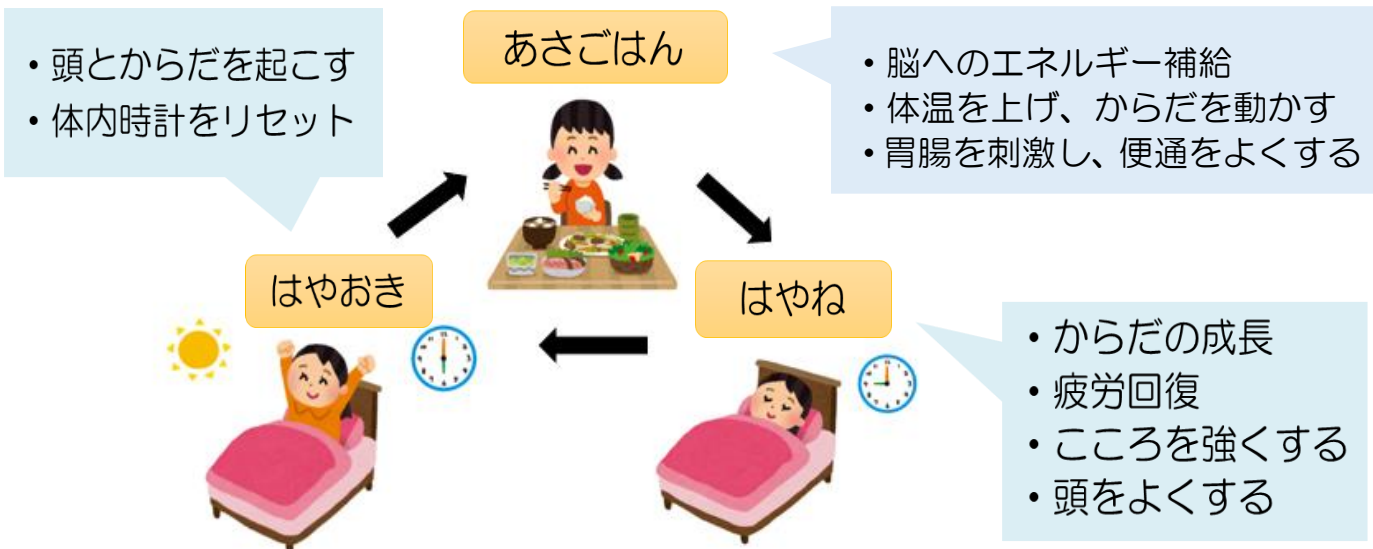 ・頭とからだを起こす
・体内時計をリセット
あさごはん
・脳へのエネルギー補給
・体温を上げ、からだを動かす
・胃腸を刺激し、便通をよくする
はやおき
はやね
・からだの成長
・疲労回復
・こころを強くする
・頭をよくする